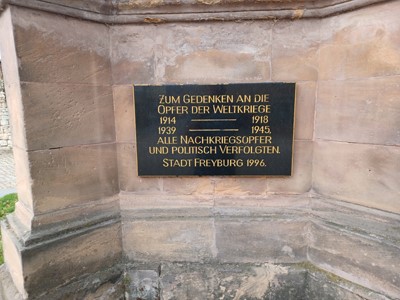 ZUM GEDENKEN AN DIE
OPFER DER WELTKRIEGE
1914 ——— 1918
1939 ——— 1945,
ALLE NACHKRIEGSOPFER
UND POLITISCH VERFOLGTEN.
STADT FREYBURG 1996.